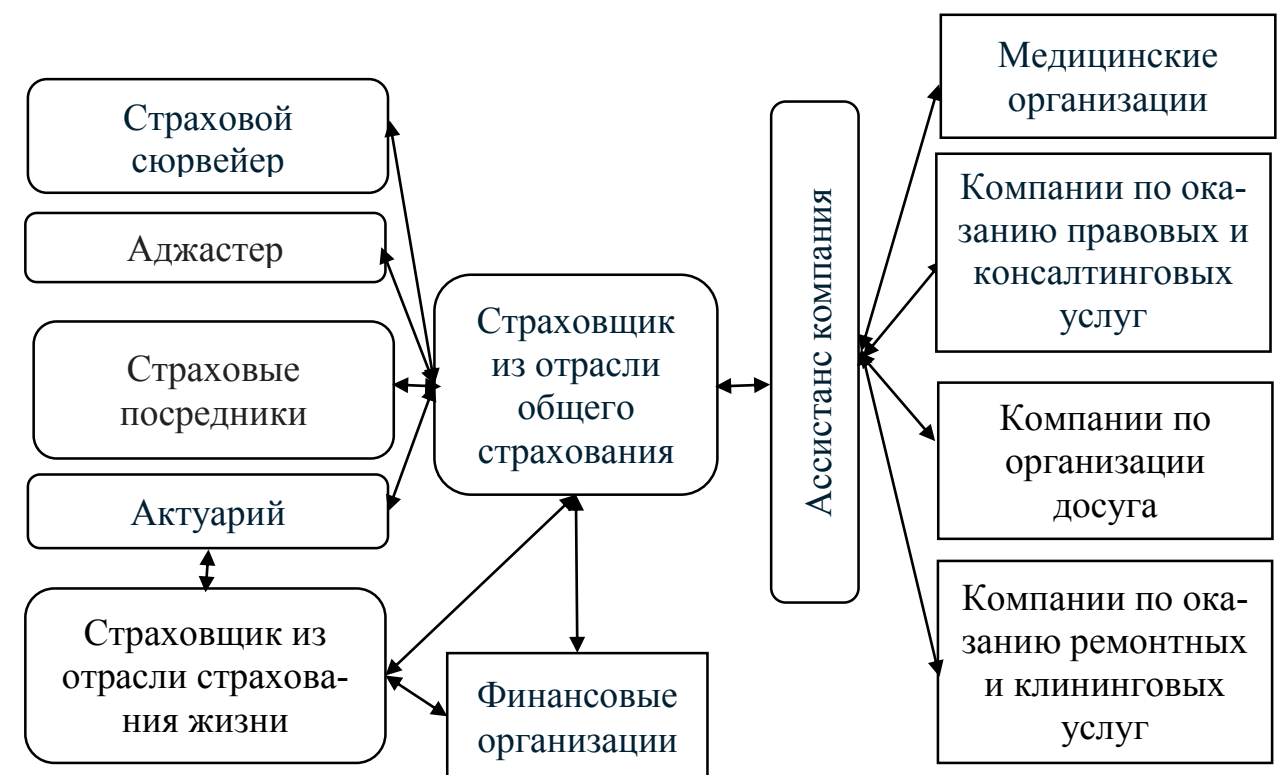 Страховой
сюрвейер
Аджастер
Страховые
посредники
Актуарий
Страховщик из
отрасли страхова-
ния жизни
Страховщик
из отрасли
общего
страхования
Финансовые
организации
Ассистанс компания
Медицинские
организации
Компании по ока-
занию правовых и
консалтинговых
услуг
Компании по
организации
досуга
Компании по ока-
занию ремонтных
и клининговых
услуг